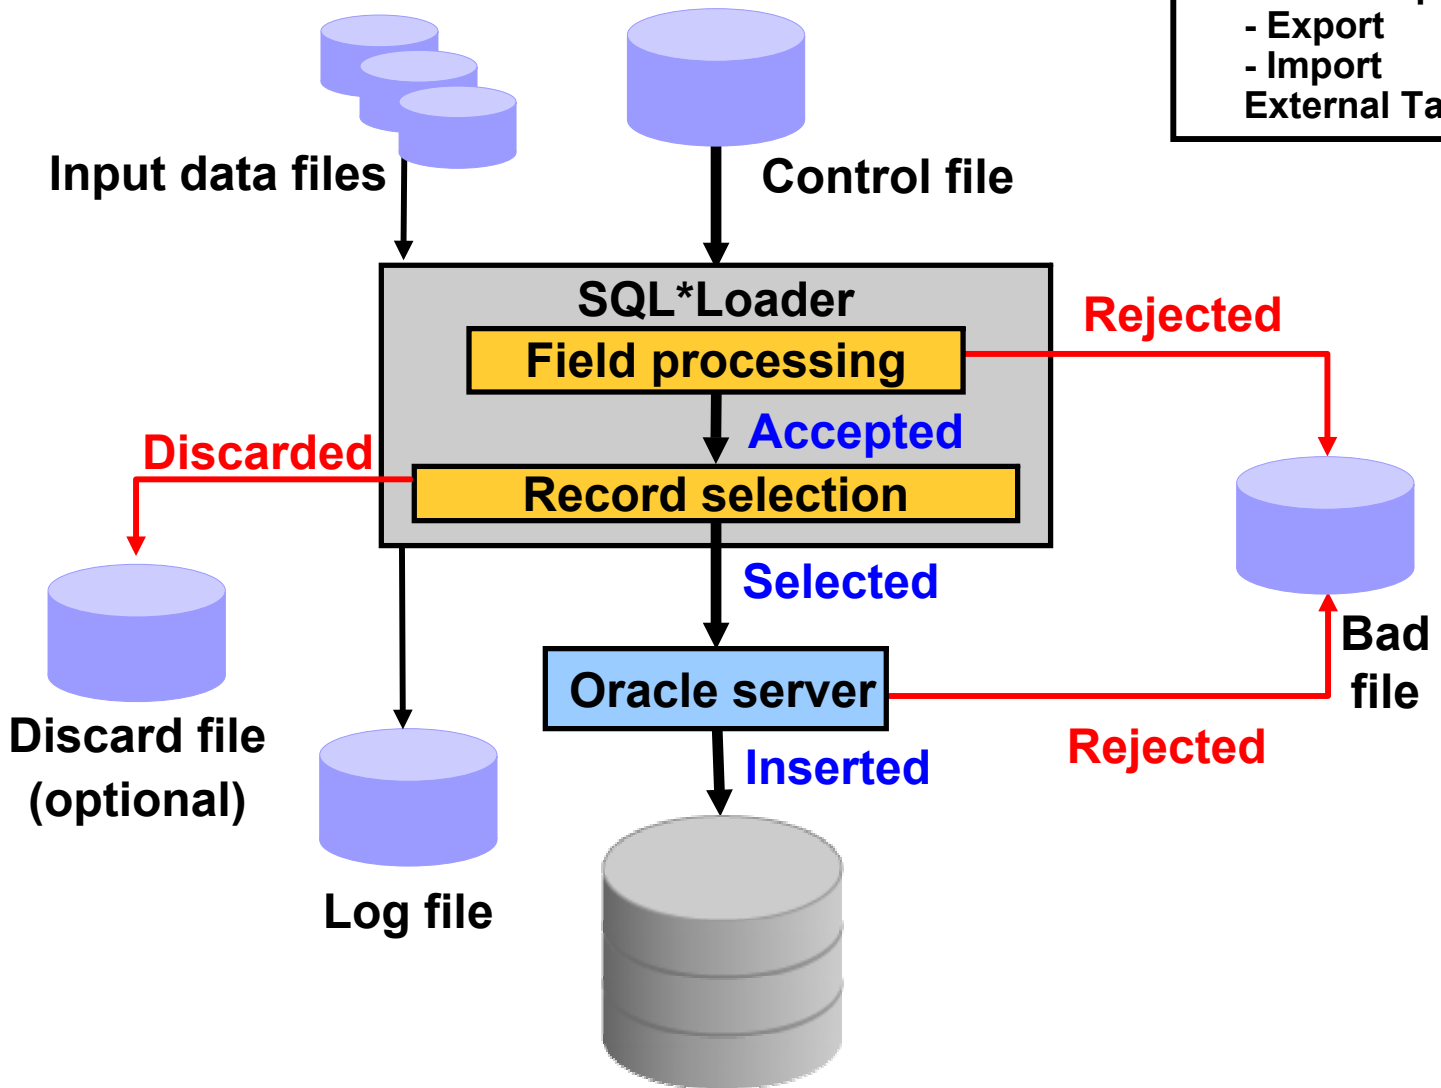 - Export
- Import
External
Input data files
Control file
SQL*Loader
Rejected
Field processing
Accepted
Discarded
Record selection
Selected
Bad
file
Oracle server
Discard file
(optional)
Rejected
Inserted
Log file